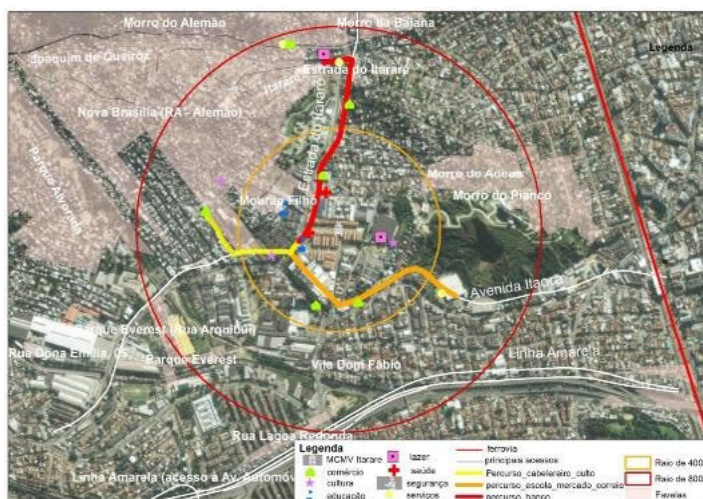 Morro do Alemão
Morro da Baiana
Joaquim de Queiróz
Legenda
Estrada do Itararé
Itararé
Nova Brasília (RA - Alemão)
Estrada do Itararé
Parque Alvorada
Morro do Adeus
Morro do Piancó
Mourão Filho
Avenida Itaoca
Parque Everest (Rua Arquibui)
Rua Dona Emília, 05
Parque Everest
Linha Amarela
Vila Dom Fábio
Rua Lagoa Redonda
Linha Amarela (acesso a Av. Automóv
Legenda
MCMV Itararé
comércio
cultura
educação
lazer
saúde
segurança
serviços
ferrovia
principais acessos
Percurso_cabeleireiro_culto
percurso_escola_mercado_correio
percurso_banco
Raio de 400
Raio de 800
Favelas